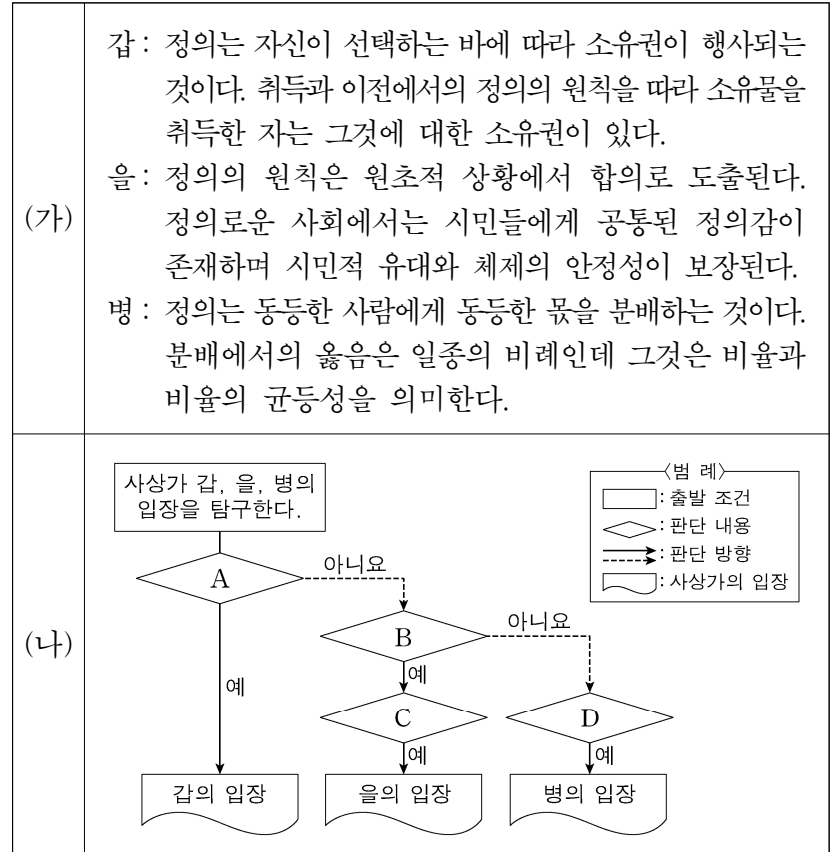 (가)
갑 : 정의는 자신이 선택하는 바에 따라 소유권이 행사되는
것이다. 취득과 이전에서의 정의의 원칙을 따라 소유물을
취득한 자는 그것에 대한 소유권이 있다.
을 : 정의의 원칙은 원초적 상황에서 합의로 도출된다.
정의로운 사회에서는 시민들에게 공통된 정의감이
존재하며 시민적 유대와 체제의 안정성이 보장된다.
병 : 정의는 동등한 사람에게 동등한 몫을 분배하는 것이다.
분배에서의 옳음은 일종의 비례인데 그것은 비율과
비율의 균등성을 의미한다.
(나)
사상가 갑, 을, 병의
입장을 탐구한다.
〈범 례〉
: 출발 조건
: 판단 내용
: 판단 방향
: 사상가의 입장
A
아니요
B
아니요
예
예
C
D
예
예
갑의 입장
을의 입장
병의 입장